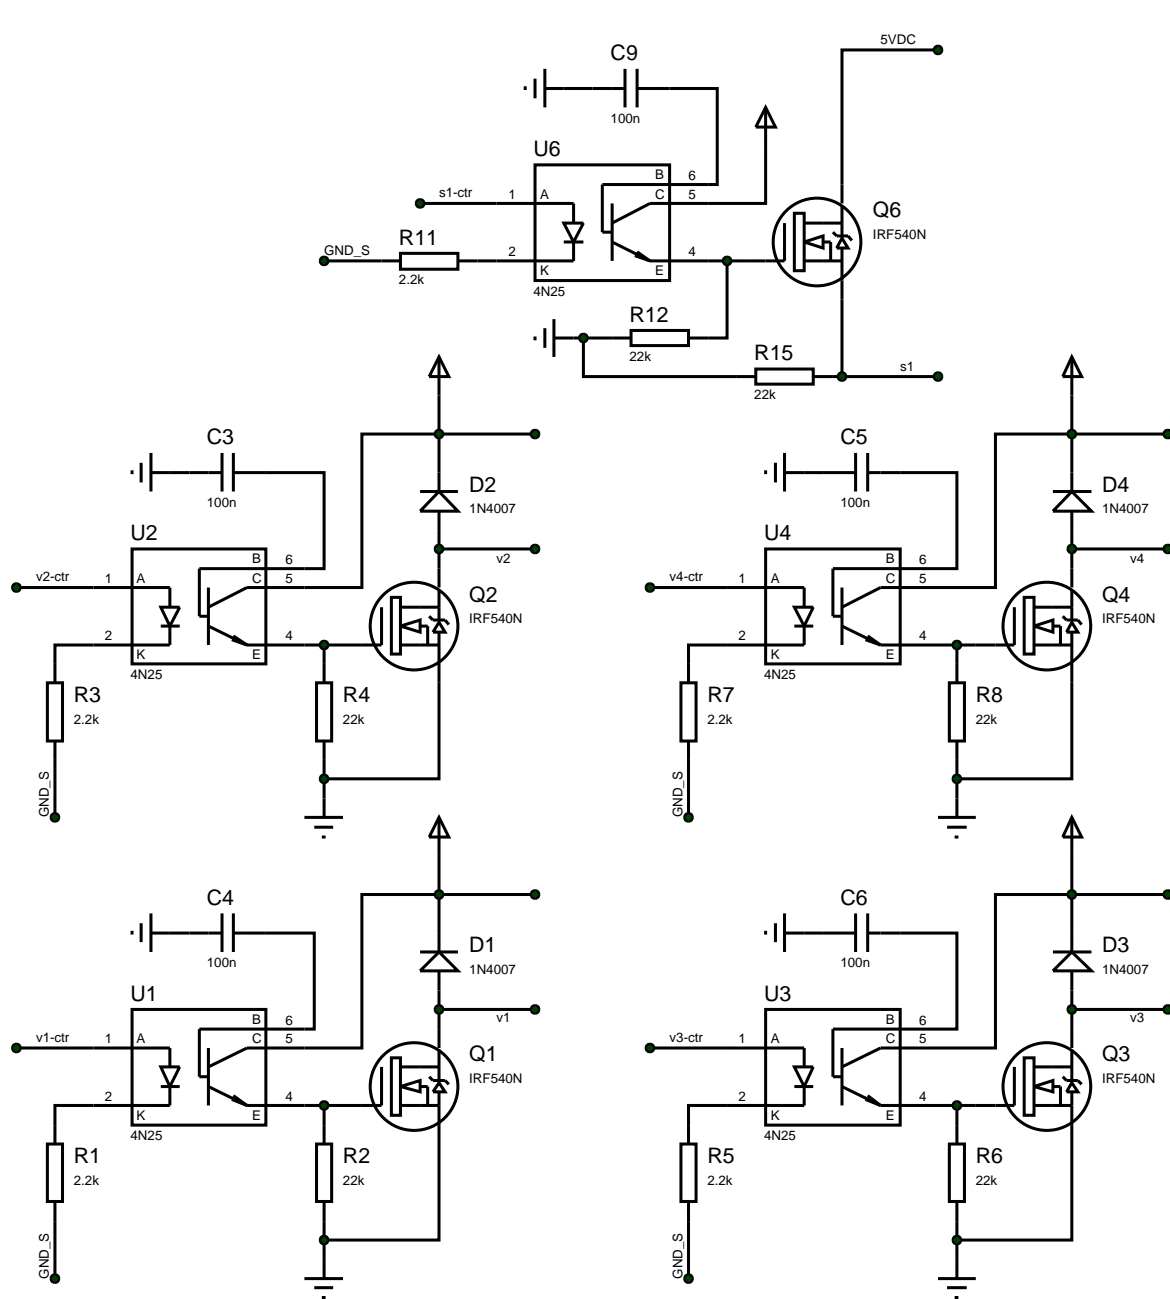 5VDC
C9
100n
U6
B 6
C 5
s1-ctr 1 A
Q6
IRF540N
R11
GND_S 2 4
K E
2.2k
4N25
R12
22k
R15
s1
22k
C3
100n
D2
1N4007
U2
B 6
v2
v2-ctr 1 A C 5
Q2
IRF540N
2 4
K E
4N25
R3
2.2k
R4
22k
GND_S
C5
100n
D4
1N4007
U4
B 6
v4
v4-ctr 1 A C 5
Q4
IRF540N
2 4
K E
4N25
R7
2.2k
R8
22k
GND_S
C4
100n
D1
1N4007
U1
B 6
v1
v1-ctr 1 A C 5
Q1
IRF540N
2 4
K E
4N25
R1
2.2k
R2
22k
GND_S
C6
100n
D3
1N4007
U3
B 6
v3
v3-ctr 1 A C 5
Q3
IRF540N
2 4
K E
4N25
R5
2.2k
R6
22k
GND_S